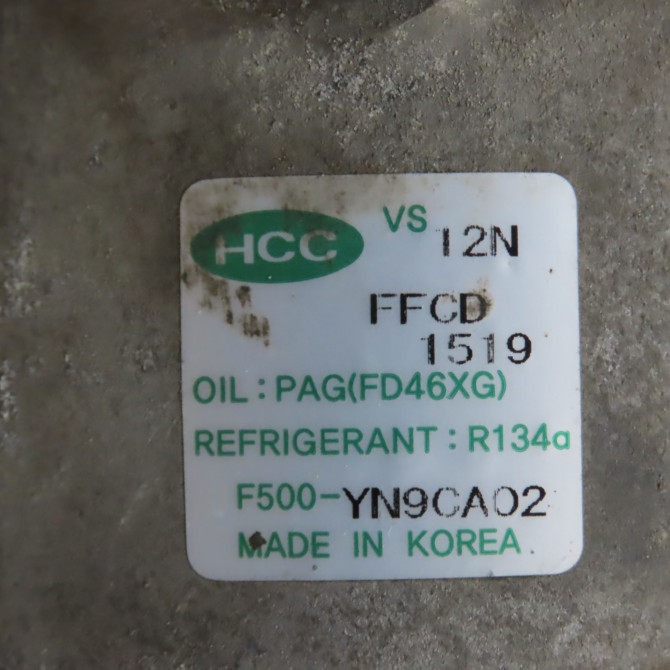 HCC VS 12N
FFCD
1519
OIL : PAG(FD46XG)
REFRIGERANT : R134a
F500-YN9CA02
MADE IN KOREA.